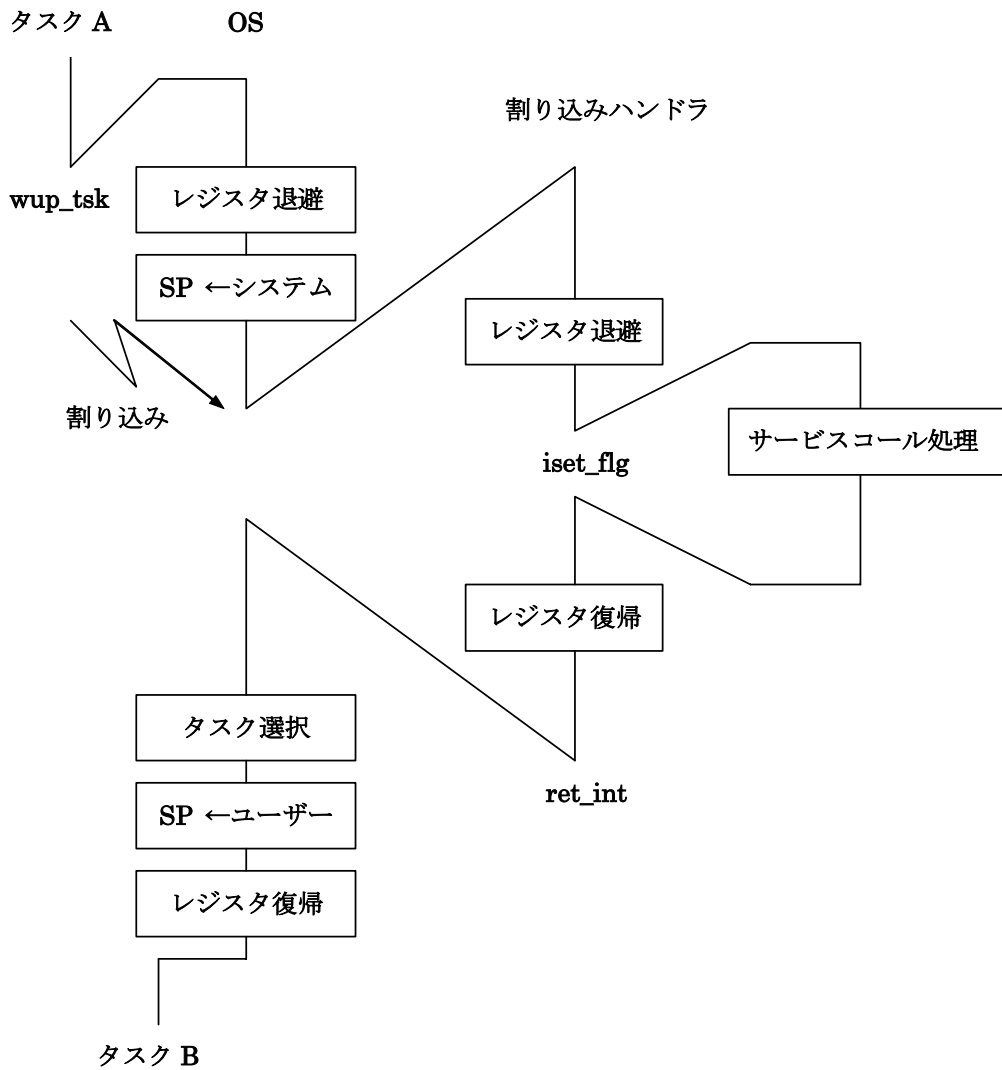 タスク A
OS
割り込みハンドラ
wup_tsk
レジスタ退避
SP ←システム
レジスタ退避
割り込み
iset_flg
サービスコール処理
レジスタ復帰
タスク選択
ret_int
SP ←ユーザー
レジスタ復帰
タスク B